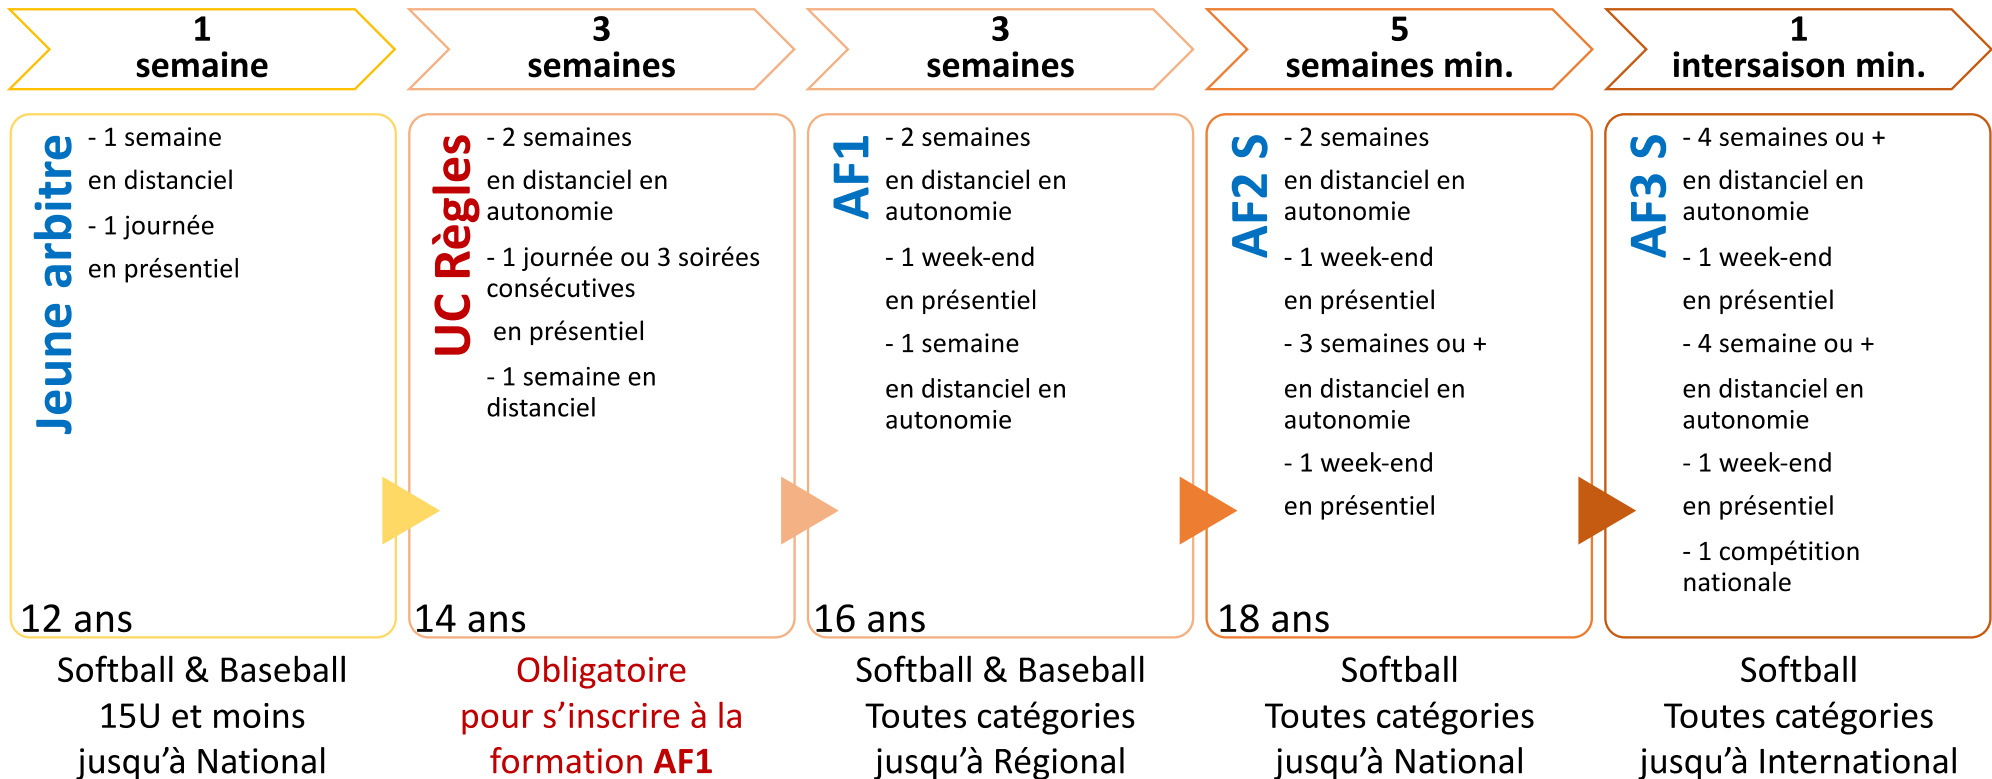 1
semaine
3
semaines
3
semaines
5
semaines min.
1
intersaison min.
Jeune arbitre
- 1 semaine
en distanciel
- 1 journée
en présentiel
12 ans
Softball & Baseball
15U et moins
jusqu’à National
UC Règles
- 2 semaines
en distanciel en
autonomie
- 1 journée ou 3 soirées
consécutives
en présentiel
- 1 semaine en
distanciel
14 ans
Obligatoire
pour s’inscrire à la
formation AF1
AF1
- 2 semaines
en distanciel en
autonomie
- 1 week-end
en présentiel
- 1 semaine
en distanciel en
autonomie
16 ans
Softball & Baseball
Toutes catégories
jusqu’à Régional
AF2 S
- 2 semaines
en distanciel en
autonomie
- 1 week-end
en présentiel
- 3 semaines ou +
en distanciel en
autonomie
- 1 week-end
en présentiel
18 ans
Softball
Toutes catégories
jusqu’à National
AF3 S
- 4 semaines ou +
en distanciel en
autonomie
- 1 week-end
en présentiel
- 4 semaine ou +
en distanciel en
autonomie
- 1 week-end
en présentiel
- 1 compétition
nationale
Softball
Toutes catégories
jusqu’à International